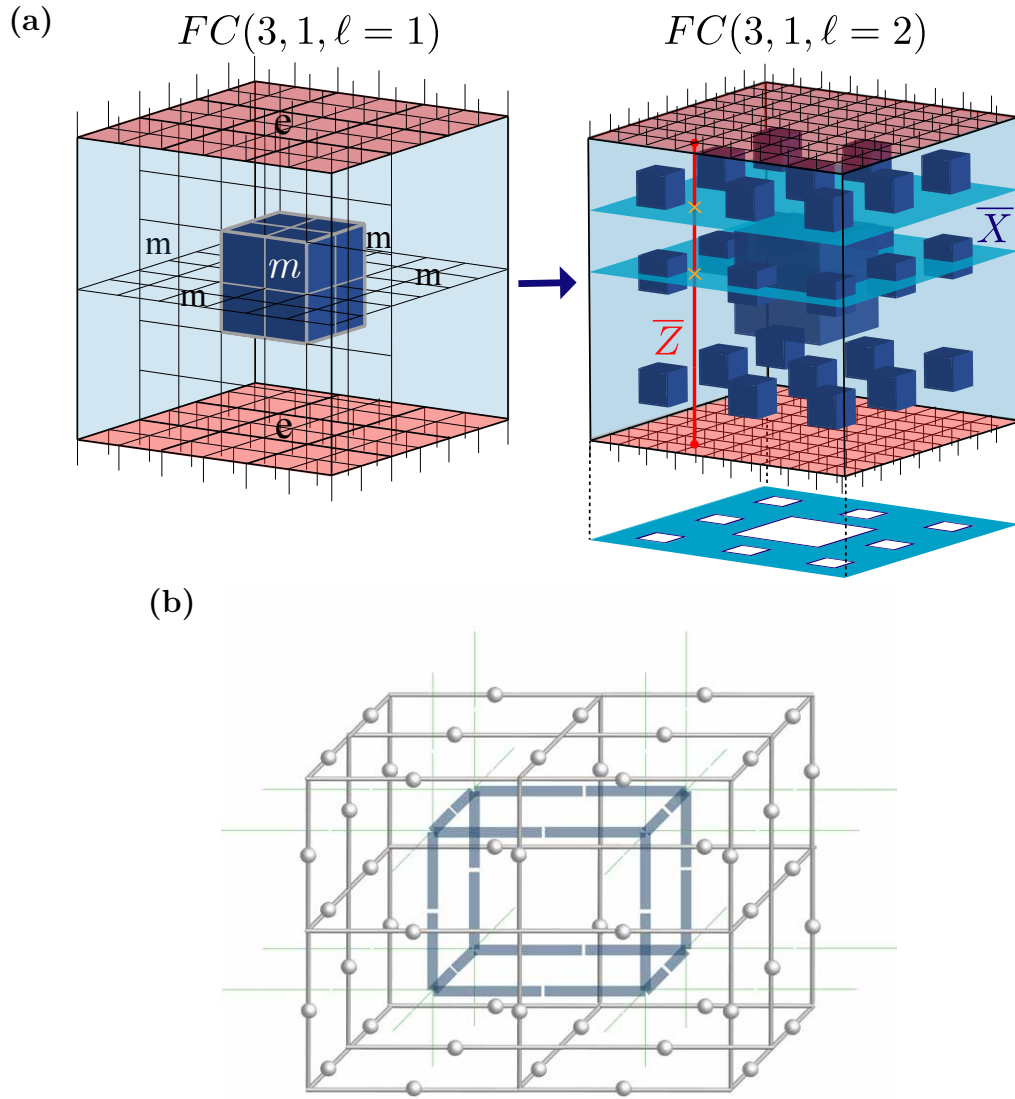 (a)
FC(3, 1, ℓ = 1)
FC(3, 1, ℓ = 2)
e
m
m
m
m
m
e
X̅
Z̅
(b)